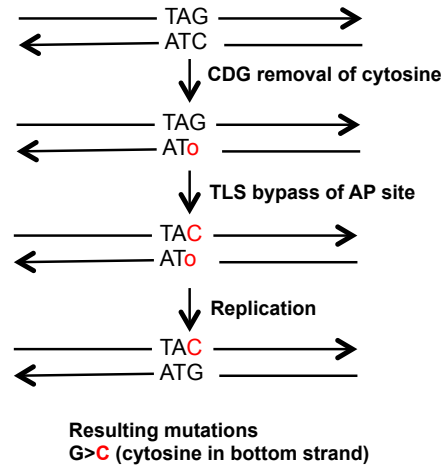 TAG
ATC
CDG removal of cytosine
TAG
ATo
TLS bypass of AP site
TAC
ATo
Replication
TAC
ATG
Resulting mutations
G>C (cytosine in bottom strand)